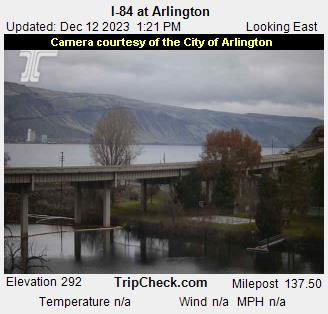 I-84 at Arlington
Updated: Dec 12 2023 1:21 PM Looking East
Camera courtesy of the City of Arlington
Elevation 292 TripCheck.com Milepost 137.50
Temperature n/a Wind n/a MPH n/a